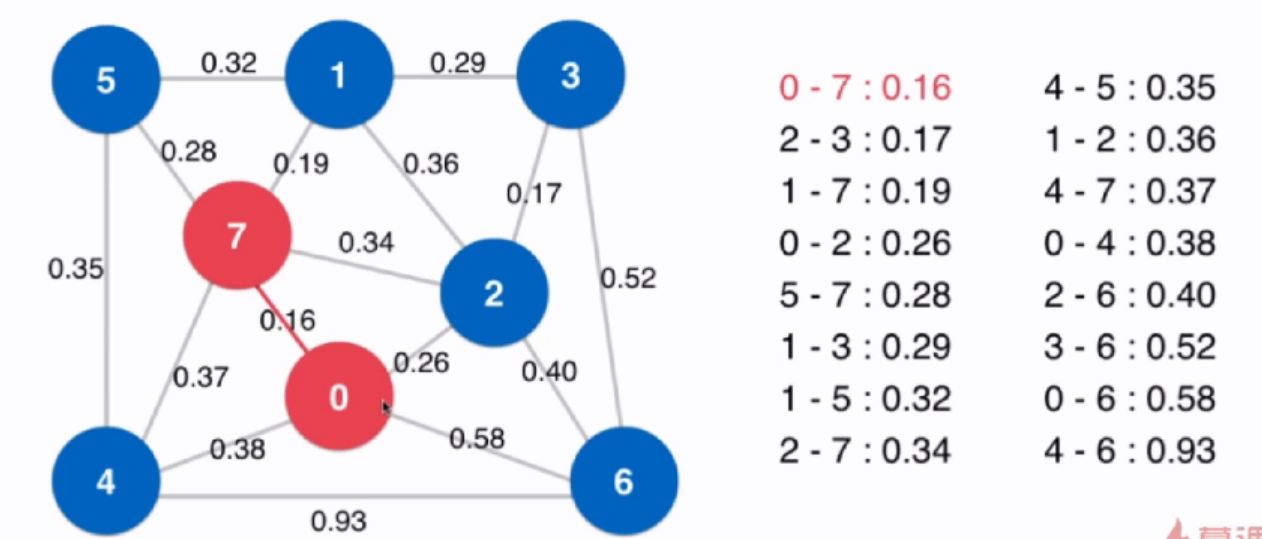 5
0.32
1
0.29
3
0.28
0.19
0.36
0.17
7
0.34
0.35
2
0.52
0.16
0.26
0.37
0.40
0
0.38
0.58
4
6
0.93
0 - 7 : 0.16
2 - 3 : 0.17
1 - 7 : 0.19
0 - 2 : 0.26
5 - 7 : 0.28
1 - 3 : 0.29
1 - 5 : 0.32
2 - 7 : 0.34
4 - 5 : 0.35
1 - 2 : 0.36
4 - 7 : 0.37
0 - 4 : 0.38
2 - 6 : 0.40
3 - 6 : 0.52
0 - 6 : 0.58
4 - 6 : 0.93